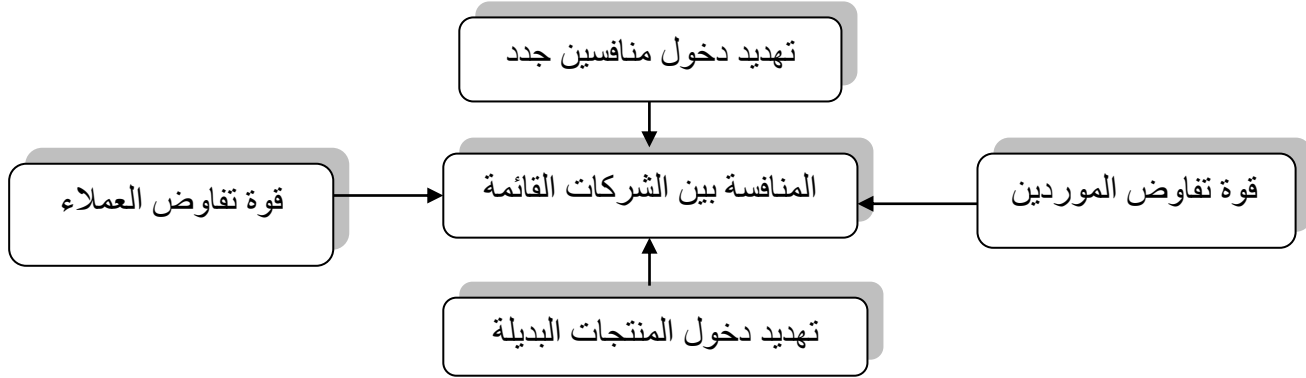 تهديد دخول منافسين جدد
المنافسة بين الشركات القائمة
قوة تفاوض الموردين
قوة تفاوض العملاء
تهديد دخول المنتجات البديلة